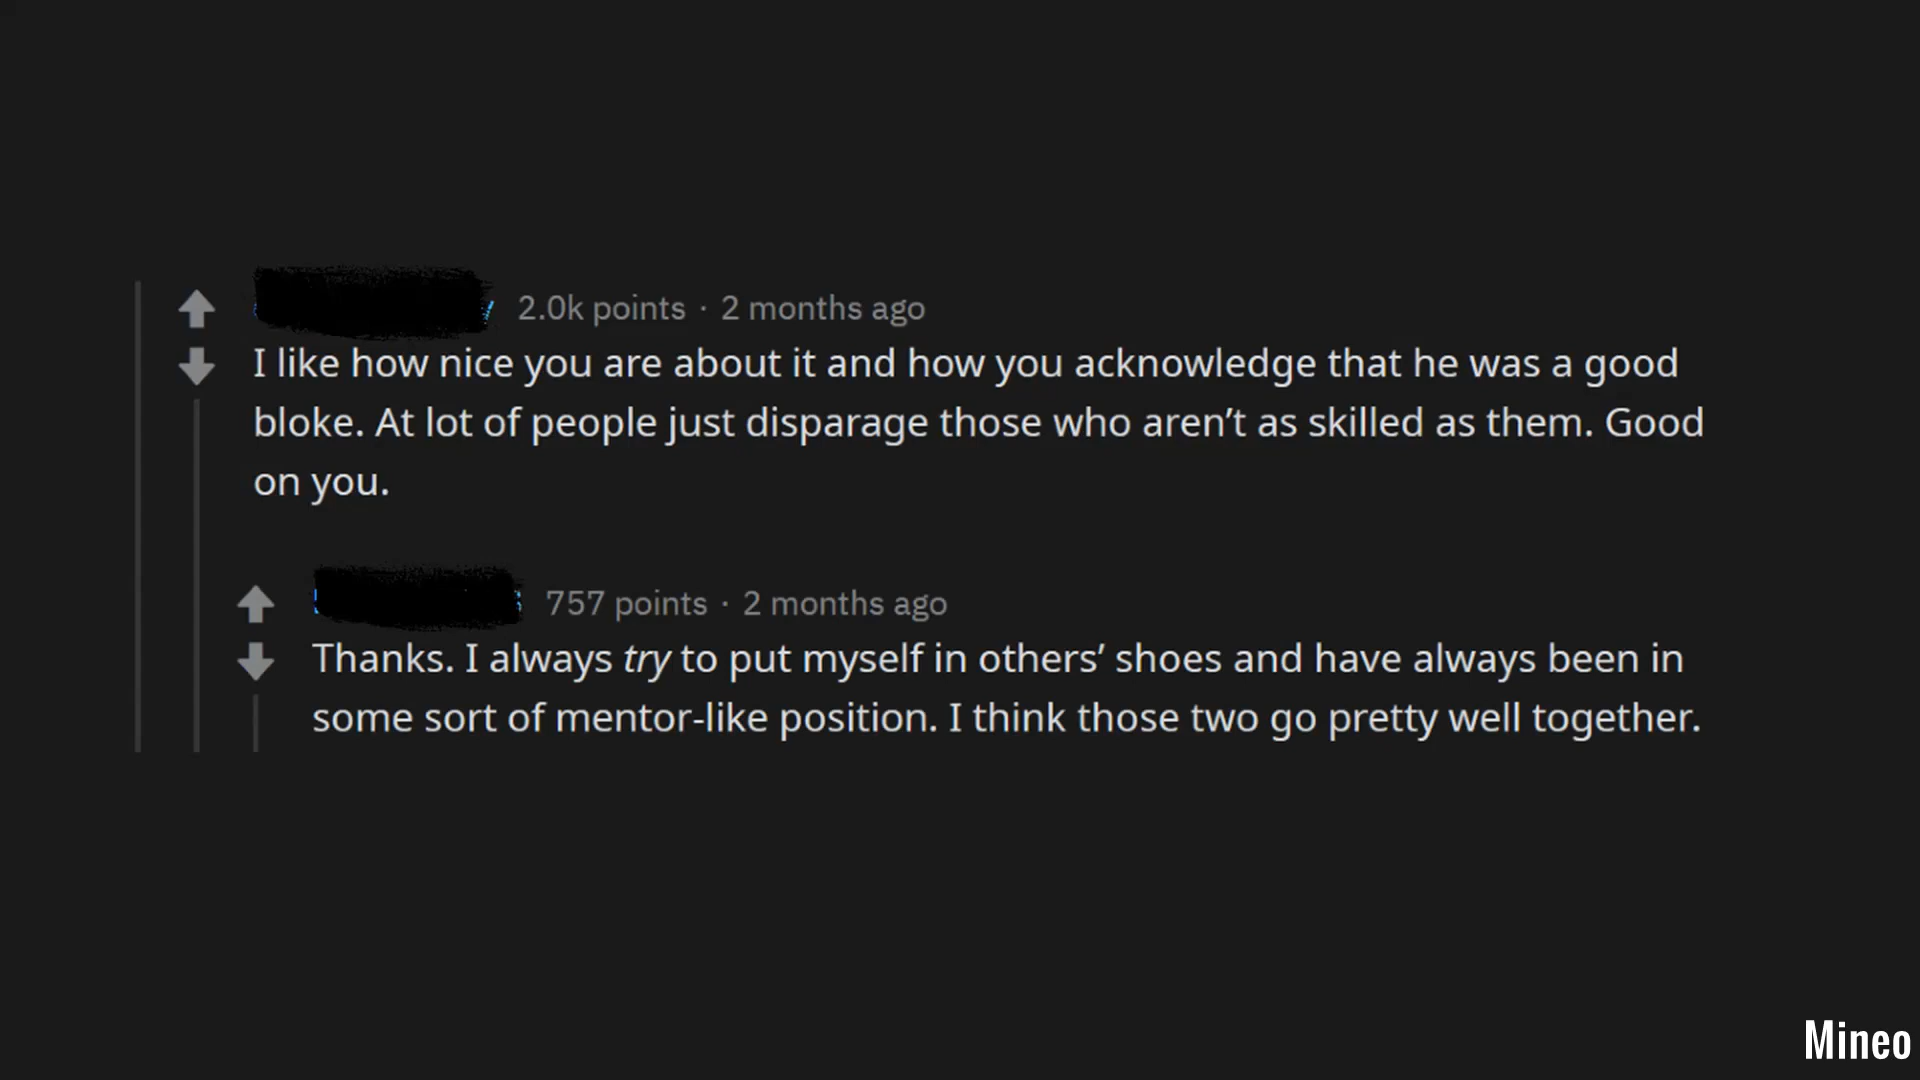 2.0k points · 2 months ago
I like how nice you are about it and how you acknowledge that he was a good
bloke. At lot of people just disparage those who aren’t as skilled as them. Good
on you.
757 points · 2 months ago
Thanks. I always try to put myself in others’ shoes and have always been in
some sort of mentor-like position. I think those two go pretty well together.
Mineo